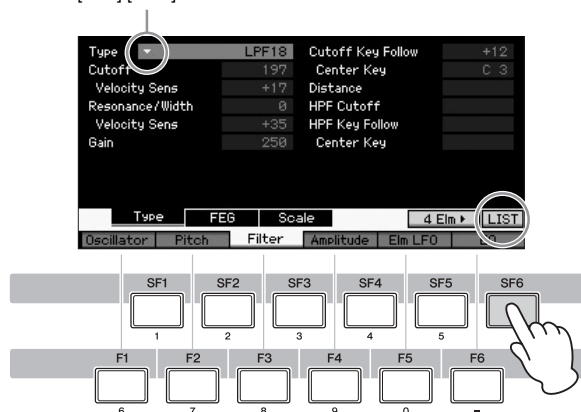 Type LPF18 Cutoff Key Follow +12
Cutoff 197 Center Key C 3
Velocity Sens +17 Distance
Resonance/Width 0 HPF Cutoff
Velocity Sens +35 HPF Key Follow
Gain 250 Center Key
Type FEG Scale 4 Elm LIST
Oscillator Pitch Filter Amplitude Elm LFO
SF1 SF2 SF3 SF4 SF5 SF6
1 2 3 4 5
F1 F2 F3 F4 F5 F6
6 7 8 9 0 -